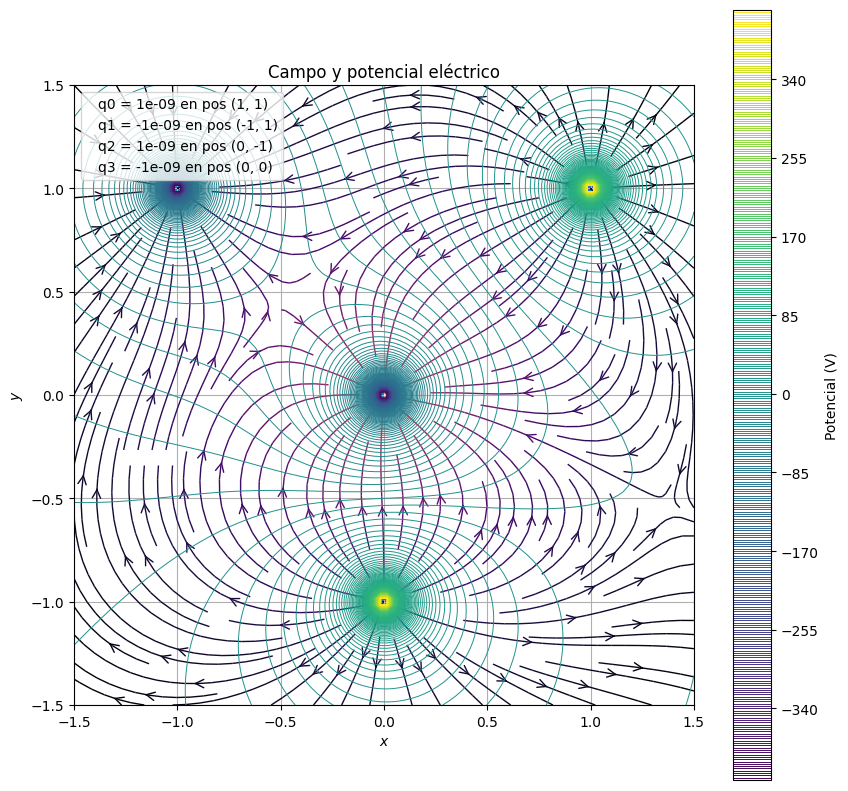 Campo y potencial eléctrico
q0 = 1e-09 en pos (1, 1)
q1 = -1e-09 en pos (-1, 1)
q2 = 1e-09 en pos (0, -1)
q3 = -1e-09 en pos (0, 0)
1.5
1.0
0.5
0.0
−0.5
−1.0
−1.5
y
−1.5 −1.0 −0.5 0.0 0.5 1.0 1.5
x
340
255
170
85
0
−85
−170
−255
−340
Potencial (V)